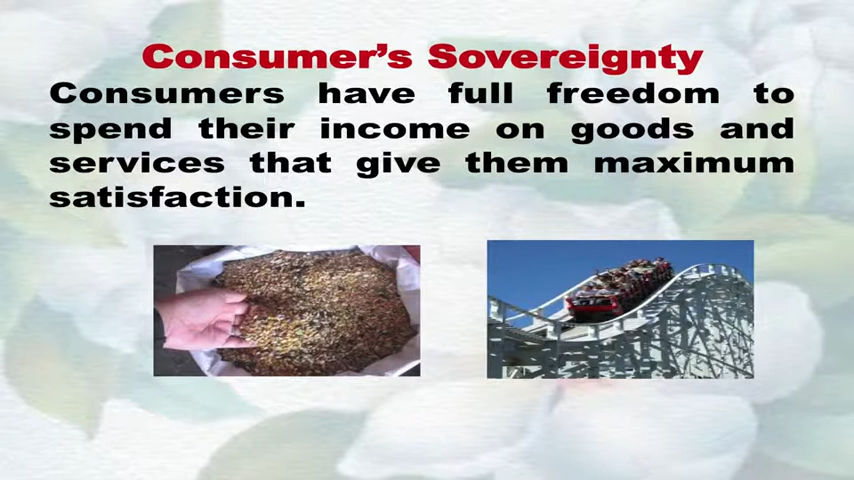 Consumer’s Sovereignty
Consumers have full freedom to
spend their income on goods and
services that give them maximum
satisfaction.